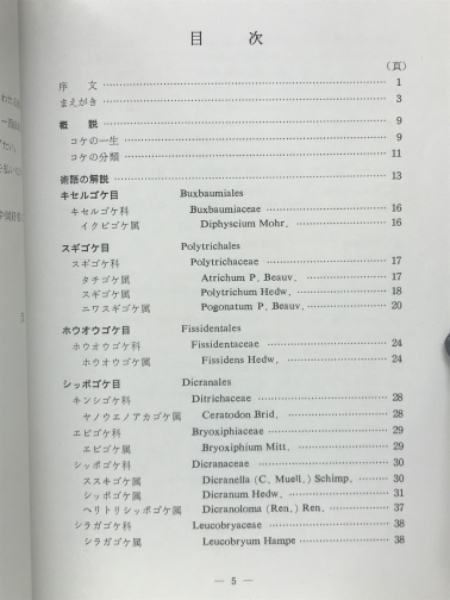 目 次
(頁)
序 文 1
まえがき 3
概 説 9
コケの一生 9
コケの分類 11
術語の解説 13
キセルゴケ目 Buxbaumiales
キセルゴケ科 Buxbaumiaceae 16
イクビゴケ属 Diphyscium Mohr. 16
スギゴケ目 Polytrichales
スギゴケ科 Polytrichaceae 17
タチゴケ属 Atrichum P. Beauv. 17
スギゴケ属 Polytrichum Hedw. 18
ニワスギゴケ属 Pogonatum P. Beauv. 20
ホウオウゴケ目 Fissidentales
ホウオウゴケ科 Fissidentaceae 24
ホウオウゴケ属 Fissidens Hedw. 24
シッポゴケ目 Dicranales
キンシゴケ科 Ditrichaceae 28
ヤノウエノアカゴケ属 Ceratodon Brid. 28
エビゴケ科 Bryoxiphiaceae 29
エビゴケ属 Bryoxiphium Mitt. 29
シッポゴケ科 Dicranaceae 30
ススキゴケ属 Dicranella (C. Muell.) Schimp. 30
シッポゴケ属 Dicranum Hedw. 31
ヘリトリシッポゴケ属 Dicranoloma (Ren.) Ren. 37
シラガゴケ科 Leucobryaceae 38
シラガゴケ属 Leucobryum Hampe 38
— 5 —